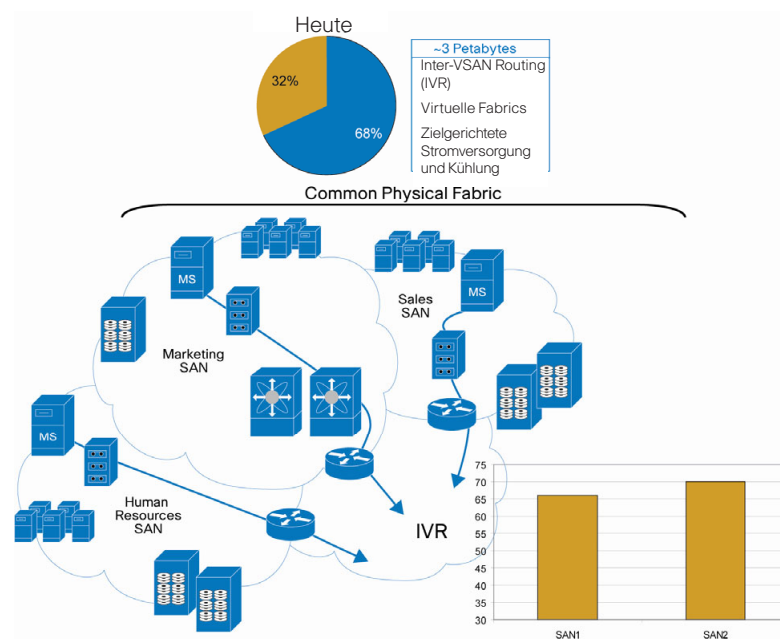 Heute
32%
68%
~3 Petabytes
Inter-VSAN Routing
(IVR)
Virtuelle Fabrics
Zielgerichtete
Stromversorgung
und Kühlung
Common Physical Fabric
MS
Marketing
SAN
Sales
SAN
MS
MS
Human
Resources
SAN
IVR
75
70
65
60
55
50
45
40
35
30
SAN1
SAN2